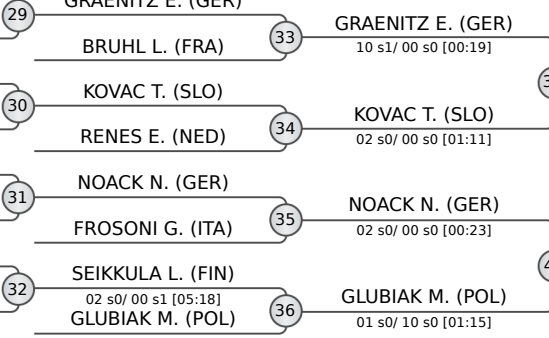 29
GRAENITZ E. (GER)
BRUHL L. (FRA)
33
GRAENITZ E. (GER)
10 s1/ 00 s0 [00:19]
30
KOVAC T. (SLO)
RENES E. (NED)
34
KOVAC T. (SLO)
02 s0/ 00 s0 [01:11]
31
NOACK N. (GER)
FROSONI G. (ITA)
35
NOACK N. (GER)
02 s0/ 00 s0 [00:23]
32
SEIKKULA L. (FIN)
02 s0/ 00 s1 [05:18]
GLUBIAK M. (POL)
36
GLUBIAK M. (POL)
01 s0/ 10 s0 [01:15]